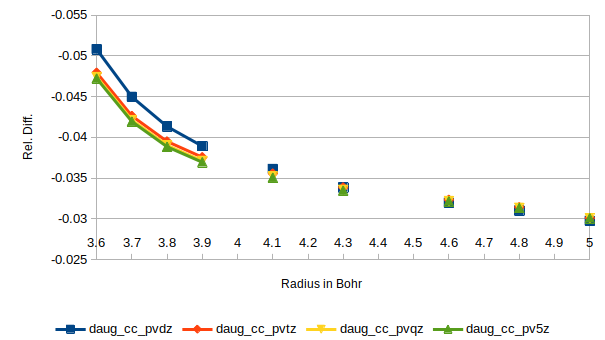 -0.055
-0.05
-0.045
-0.04
-0.035
-0.03
-0.025
Rel. Diff.
3.6 3.7 3.8 3.9 4 4.1 4.2 4.3 4.4 4.5 4.6 4.7 4.8 4.9 5
Radius in Bohr
daug_cc_pvdz daug_cc_pvtz daug_cc_pvqz daug_cc_pv5z